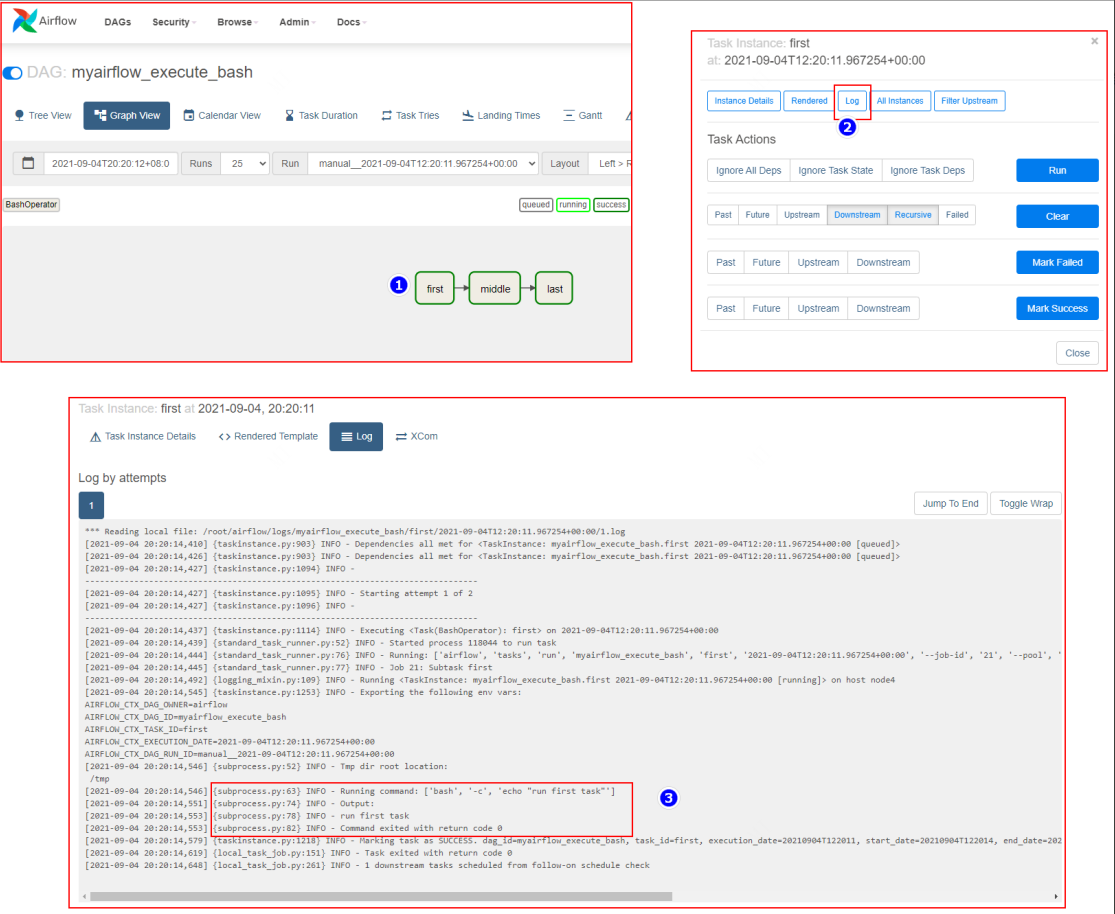 Airflow DAGs Security Browse Admin Docs
DAG: myairflow_execute_bash
Tree View Graph View Calendar View Task Duration Task Tries Landing Times Gantt
2021-09-04T20:20:12+08:0 Runs 25 Run manual__2021-09-04T12:20:11.967254+00:00 Layout Left > R
BashOperator queued running success
1 first middle last
Task Instance: first ×
at: 2021-09-04T12:20:11.967254+00:00
Instance Details Rendered Log All Instances Filter Upstream
2
Task Actions
Ignore All Deps Ignore Task State Ignore Task Deps Run
Past Future Upstream Downstream Recursive Failed Clear
Past Future Upstream Downstream Mark Failed
Past Future Upstream Downstream Mark Success
Close
Task Instance: first at 2021-09-04, 20:20:11
Task Instance Details <> Rendered Template Log XCom
Log by attempts
1 Jump To End Toggle Wrap
*** Reading local file: /root/airflow/logs/myairflow_execute_bash/first/2021-09-04T12:20:11.967254+00:00/1.log
[2021-09-04 20:20:14,410] {taskinstance.py:903} INFO - Dependencies all met for <TaskInstance: myairflow_execute_bash.first 2021-09-04T12:20:11.967254+00:00 [queued]>
[2021-09-04 20:20:14,426] {taskinstance.py:903} INFO - Dependencies all met for <TaskInstance: myairflow_execute_bash.first 2021-09-04T12:20:11.967254+00:00 [queued]>
[2021-09-04 20:20:14,427] {taskinstance.py:1094} INFO -
--------------------------------------------------------------------------------
[2021-09-04 20:20:14,427] {taskinstance.py:1095} INFO - Starting attempt 1 of 2
[2021-09-04 20:20:14,427] {taskinstance.py:1096} INFO -
--------------------------------------------------------------------------------
[2021-09-04 20:20:14,437] {taskinstance.py:1114} INFO - Executing <Task(BashOperator): first> on 2021-09-04T12:20:11.967254+00:00
[2021-09-04 20:20:14,439] {standard_task_runner.py:52} INFO - Started process 118044 to run task
[2021-09-04 20:20:14,444] {standard_task_runner.py:76} INFO - Running: ['airflow', 'tasks', 'run', 'myairflow_execute_bash', 'first', '2021-09-04T12:20:11.967254+00:00', '--job-id', '21', '--pool', '
[2021-09-04 20:20:14,445] {standard_task_runner.py:77} INFO - Job 21: Subtask first
[2021-09-04 20:20:14,492] {logging_mixin.py:109} INFO - Running <TaskInstance: myairflow_execute_bash.first 2021-09-04T12:20:11.967254+00:00 [running]> on host node4
[2021-09-04 20:20:14,545] {taskinstance.py:1253} INFO - Exporting the following env vars:
AIRFLOW_CTX_DAG_OWNER=airflow
AIRFLOW_CTX_DAG_ID=myairflow_execute_bash
AIRFLOW_CTX_TASK_ID=first
AIRFLOW_CTX_EXECUTION_DATE=2021-09-04T12:20:11.967254+00:00
AIRFLOW_CTX_DAG_RUN_ID=manual__2021-09-04T12:20:11.967254+00:00
[2021-09-04 20:20:14,546] {subprocess.py:52} INFO - Tmp dir root location:
/tmp
[2021-09-04 20:20:14,546] {subprocess.py:63} INFO - Running command: ['bash', '-c', 'echo "run first task"'] 3
[2021-09-04 20:20:14,551] {subprocess.py:74} INFO - Output:
[2021-09-04 20:20:14,553] {subprocess.py:78} INFO - run first task
[2021-09-04 20:20:14,553] {subprocess.py:82} INFO - Command exited with return code 0
[2021-09-04 20:20:14,579] {taskinstance.py:1218} INFO - Marking task as SUCCESS. dag_id=myairflow_execute_bash, task_id=first, execution_date=20210904T122011, start_date=20210904T122014, end_date=202
[2021-09-04 20:20:14,619] {local_task_job.py:151} INFO - Task exited with return code 0
[2021-09-04 20:20:14,648] {local_task_job.py:261} INFO - 1 downstream tasks scheduled from follow-on schedule check